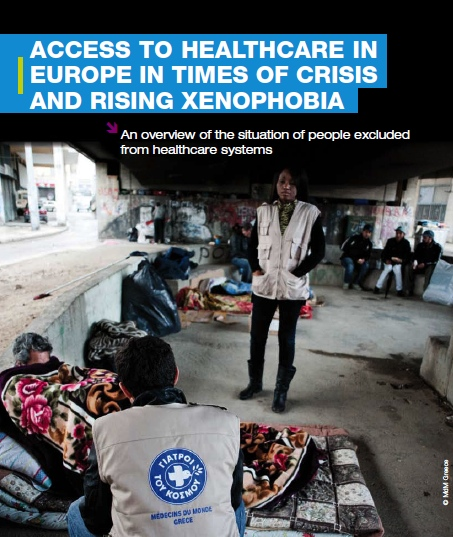 ACCESS TO HEALTHCARE IN
EUROPE IN TIMES OF CRISIS
AND RISING XENOPHOBIA
An overview of the situation of people excluded
from healthcare systems
ΓΙΑΤΡΟΙ
ΤΟΥ ΚΟΣΜΟΥ
MÉDECINS DU MONDE
GREECE
© MdM Greece